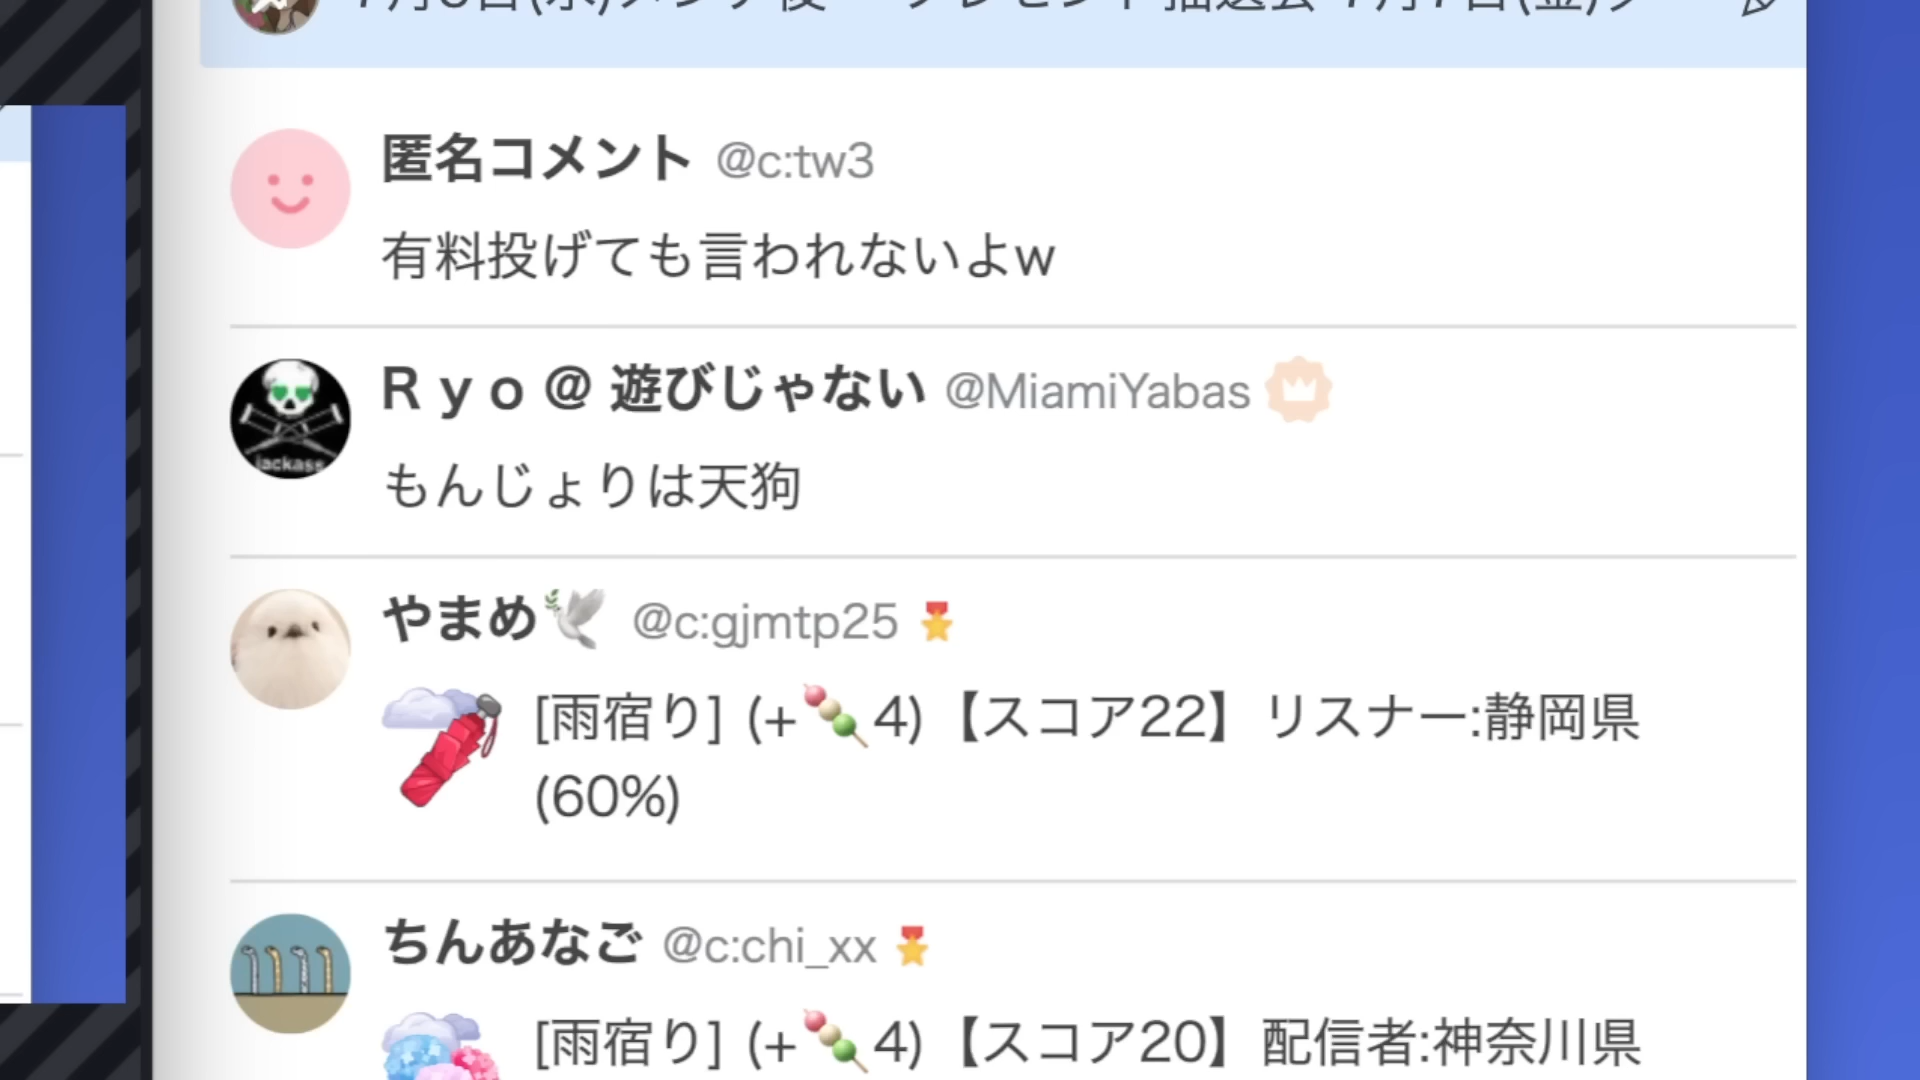 匿名コメント @c:tw3
有料投げても言われないよw
Ryo@遊びじゃない @MiamiYabas
jackass
もんじょりは天狗
やまめ🕊 @c:gjmtp25 🎖
[雨宿り] (+🍡4)【スコア22】リスナー:静岡県
(60%)
ちんあなご @c:chi_xx 🎖
[雨宿り] (+🍡4)【スコア20】配信者:神奈川県